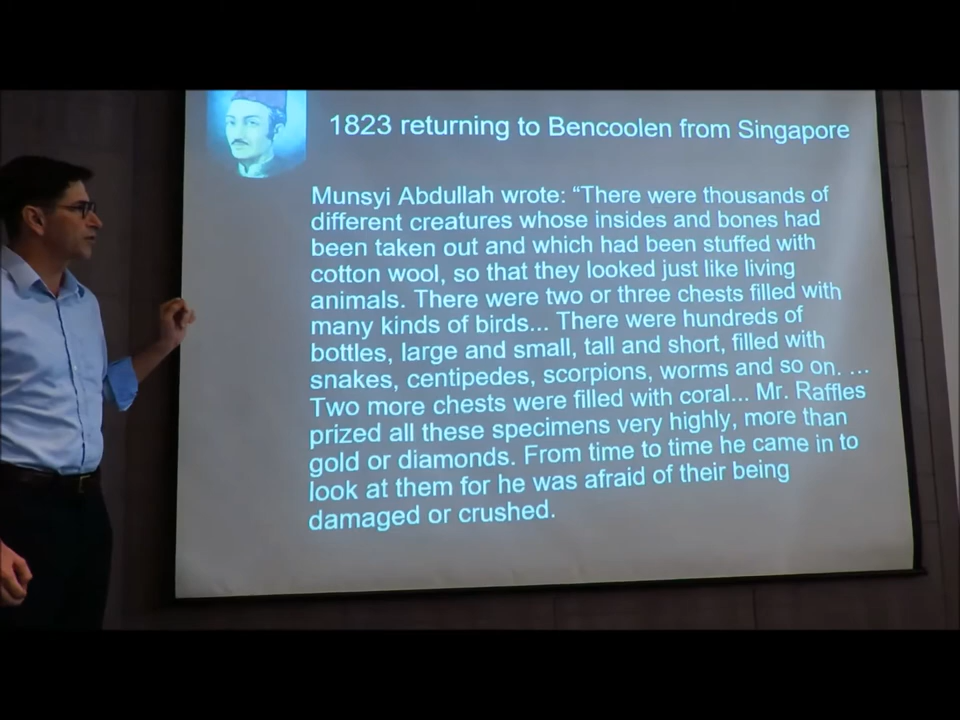 1823 returning to Bencoolen from Singapore
Munsyi Abdullah wrote: “There were thousands of
different creatures whose insides and bones had
been taken out and which had been stuffed with
cotton wool, so that they looked just like living
animals. There were two or three chests filled with
many kinds of birds... There were hundreds of
bottles, large and small, tall and short, filled with
snakes, centipedes, scorpions, worms and so on. ...
Two more chests were filled with coral... Mr. Raffles
prized all these specimens very highly, more than
gold or diamonds. From time to time he came in to
look at them for he was afraid of their being
damaged or crushed.